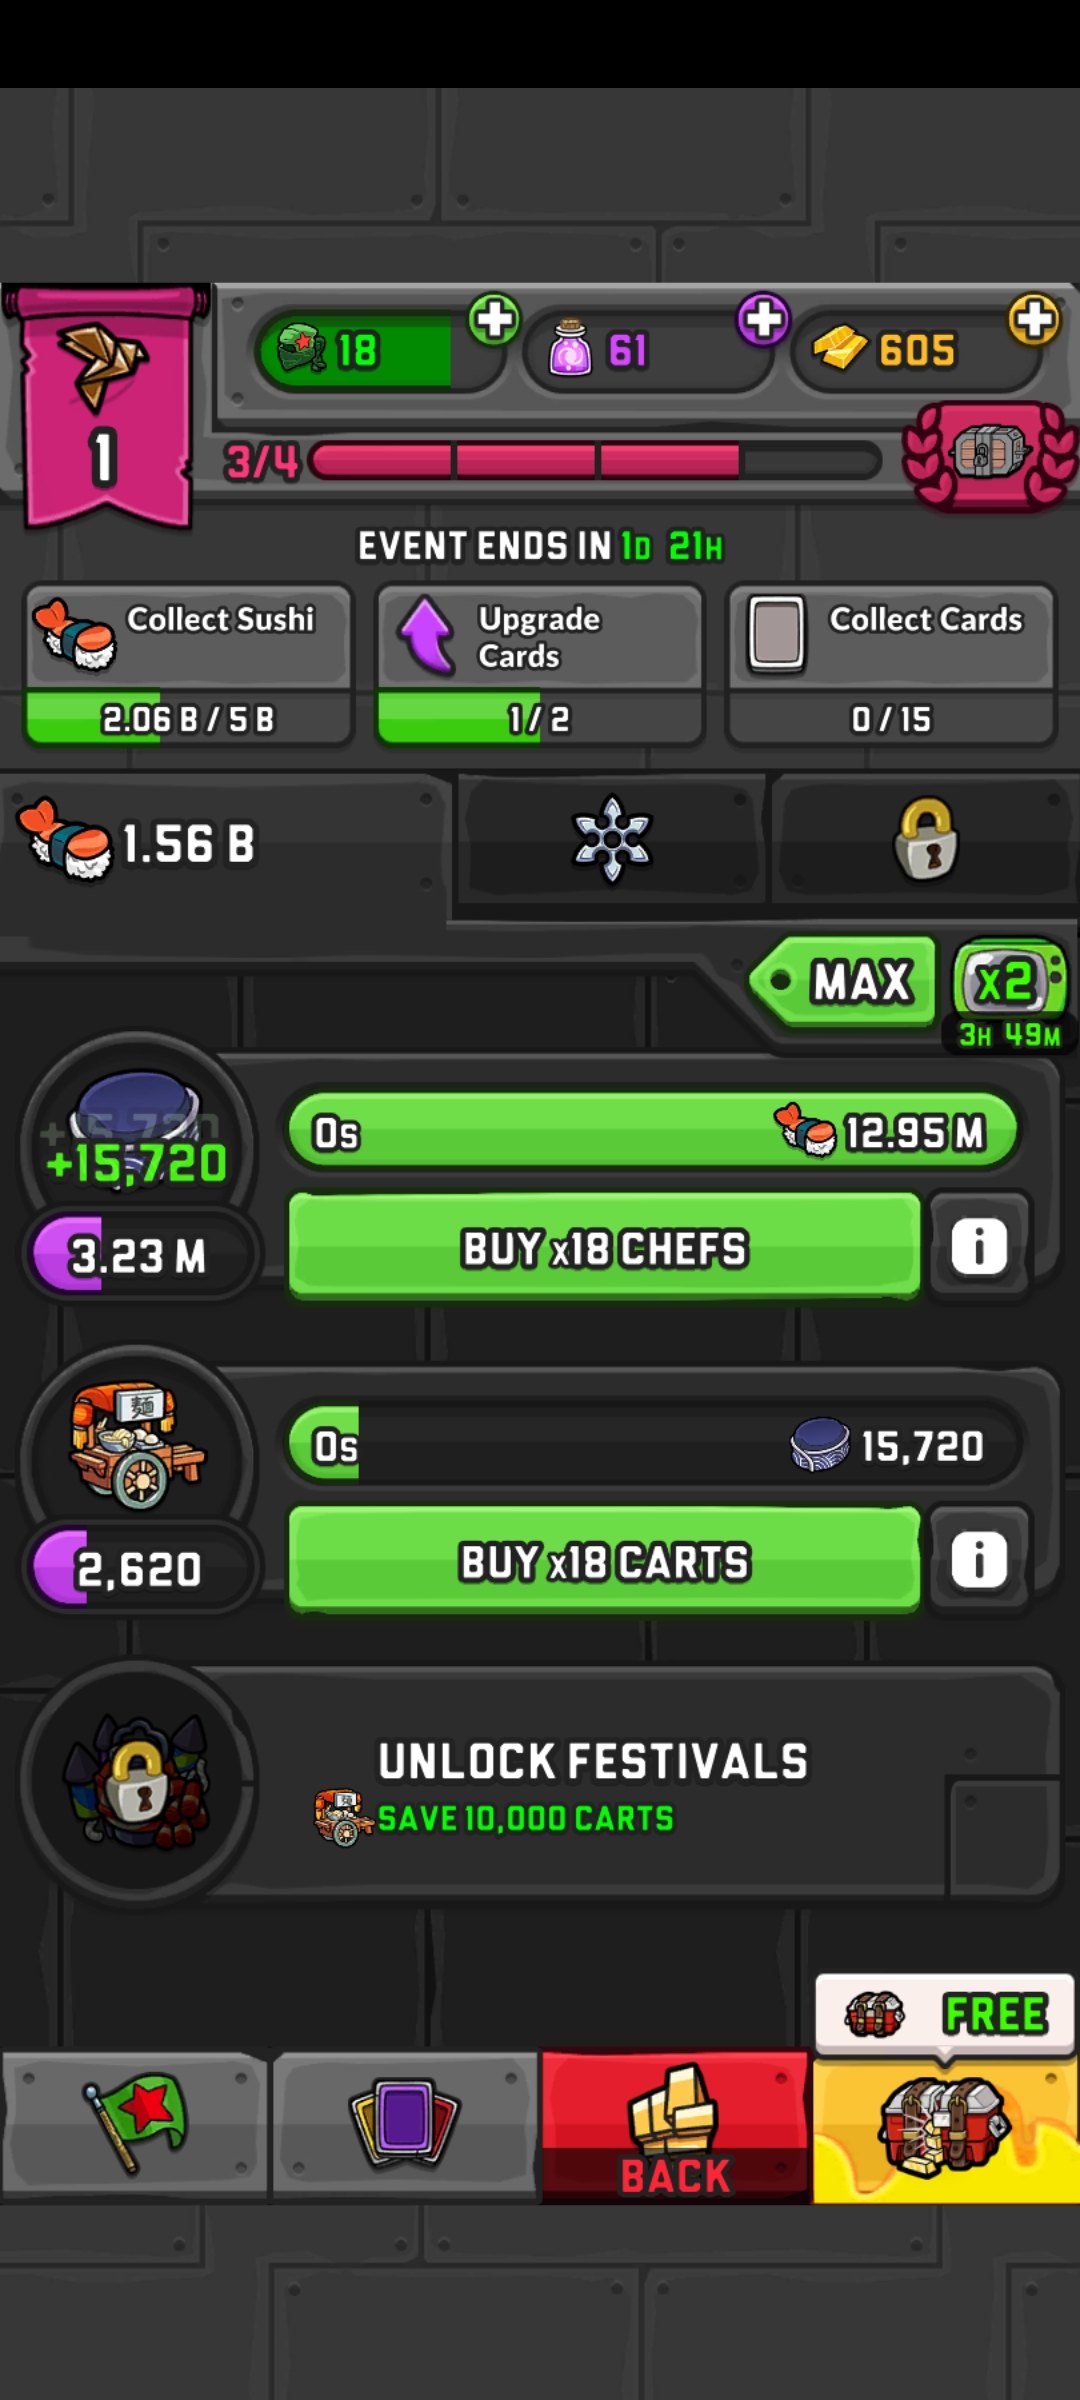 18
61
605
1
3/4
EVENT ENDS IN 1D 21H
Collect Sushi
2.06 B / 5 B
Upgrade
Cards
1 / 2
Collect Cards
0 / 15
1.56 B
MAX
x2
3H 49M
+15,720
+15,720
0s
12.95 M
3.23 M
BUY x18 CHEFS
i
麺
0s
15,720
2,620
BUY x18 CARTS
i
UNLOCK FESTIVALS
SAVE 10,000 CARTS
FREE
BACK